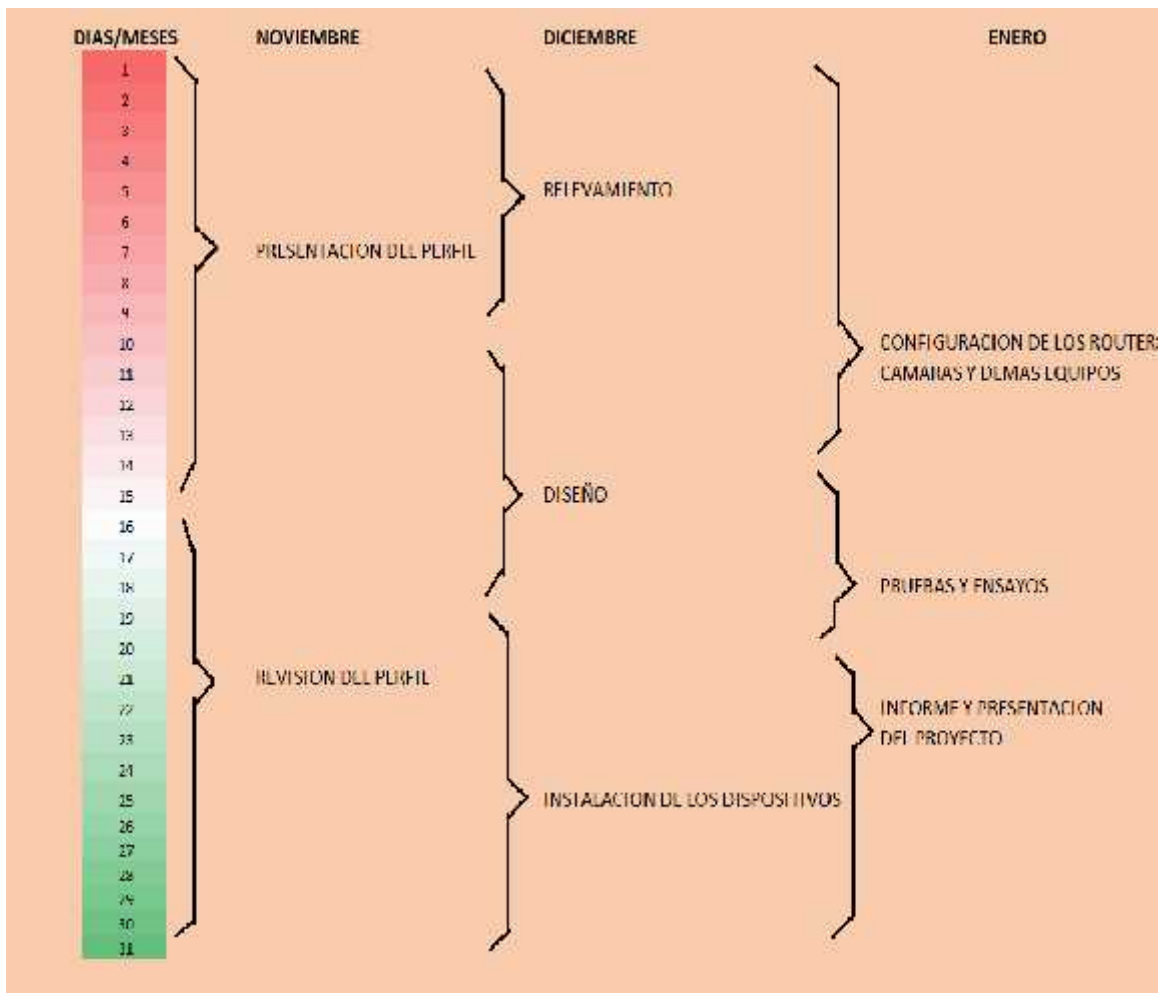 DIAS/MESES NOVIEMBRE DICIEMBRE ENERO
1
2
3
4
5
6
7
8
9
10
11
12
13
14
15
16
17
18
19
20
21
22
23
24
25
26
27
28
29
30
31
PRESENTACION DEL PERFIL
REVISION DEL PERFIL
RELEVAMIENTO
DISEÑO
INSTALACION DE LOS DISPOSITIVOS
CONFIGURACION DE LOS ROUTER
CAMARAS Y DEMAS EQUIPOS
PRUEBAS Y ENSAYOS
INFORME Y PRESENTACION
DEL PROYECTO